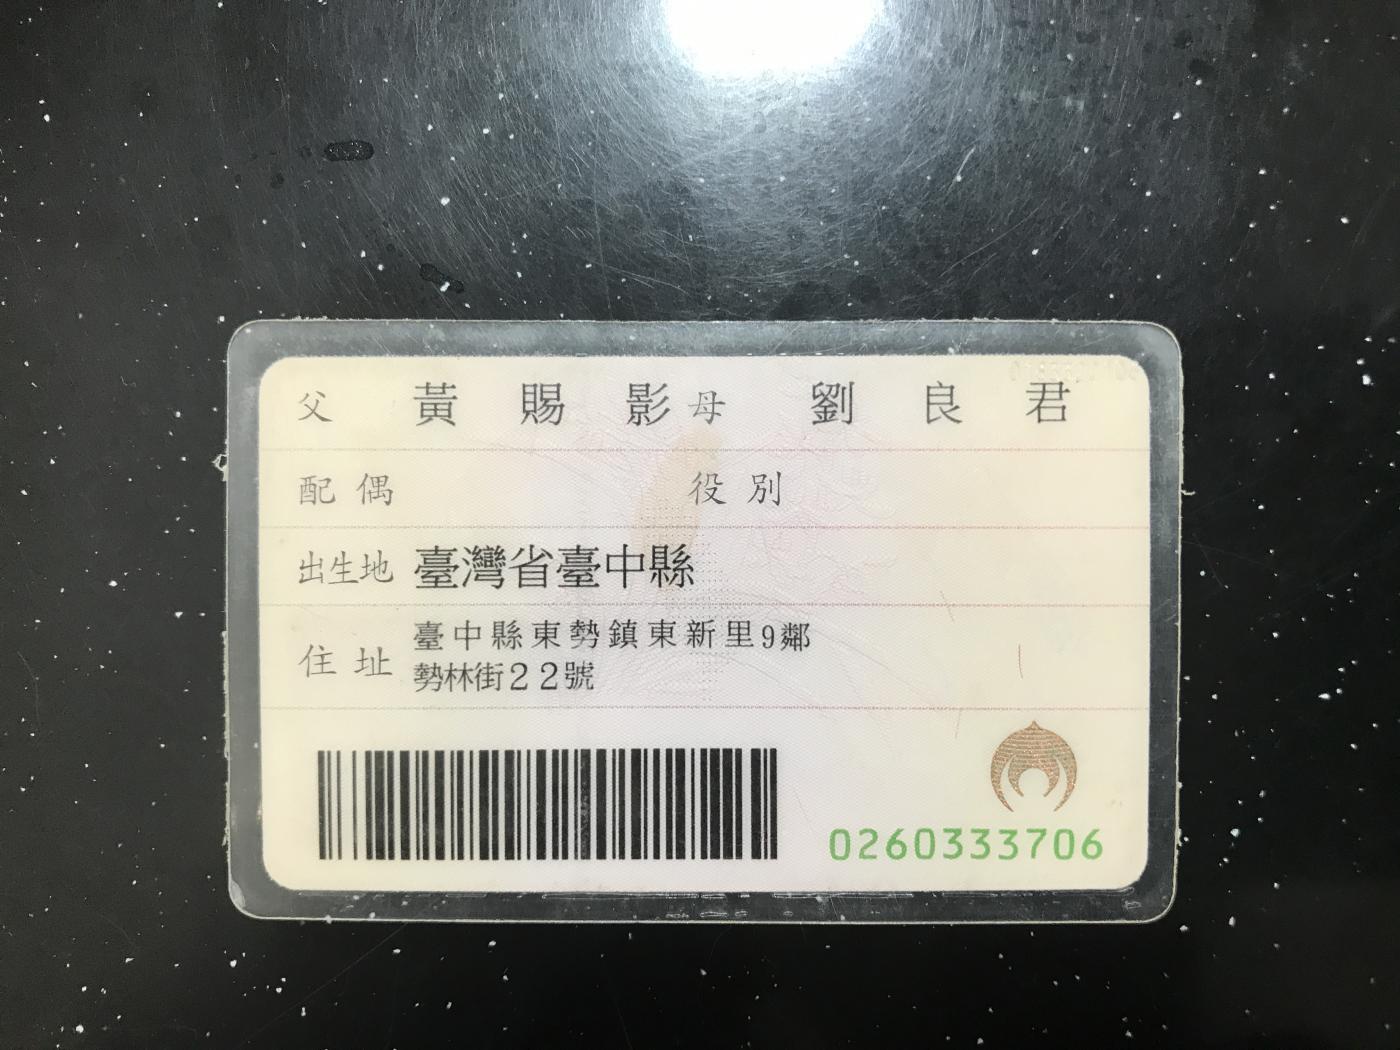 父 黃賜影 母 劉良君
配偶 役別
出生地 臺灣省臺中縣
住址 臺中縣東勢鎮東新里9鄰
勢林街22號
0260333706